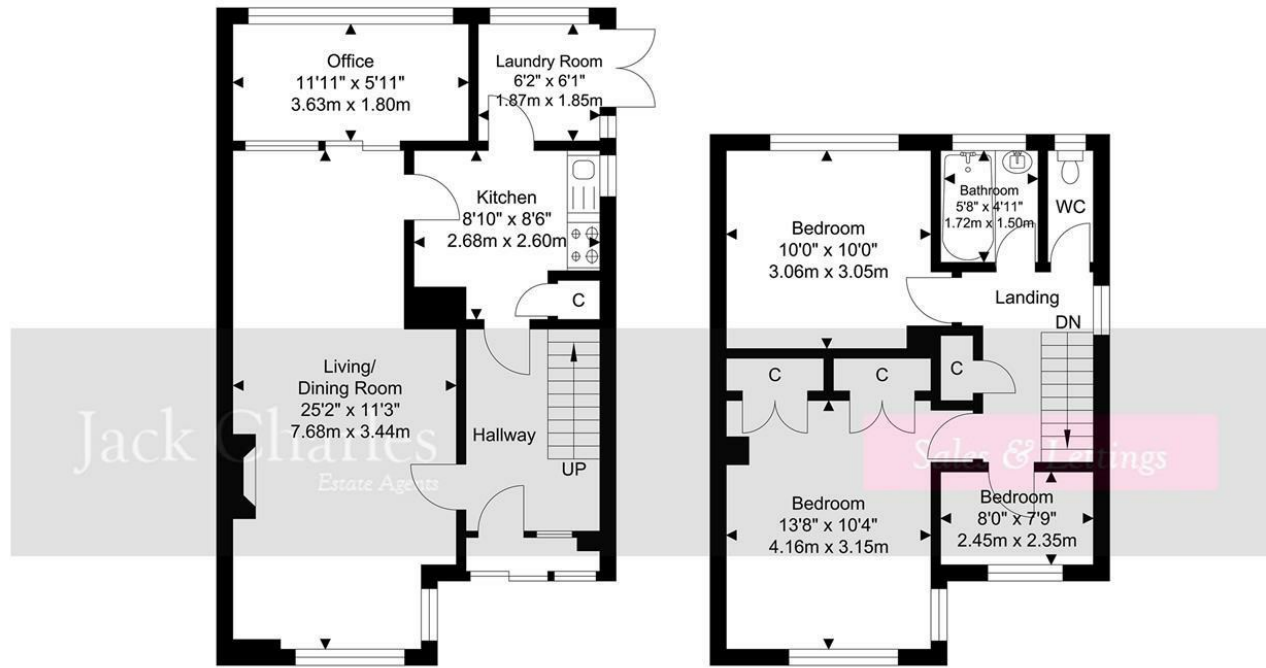 Office
11'11" x 5'11"
3.63m x 1.80m
Laundry Room
6'2" x 6'1"
1.87m x 1.85m
Kitchen
8'10" x 8'6"
2.68m x 2.60m
C
Living/
Dining Room
25'2" x 11'3"
7.68m x 3.44m
Hallway
UP
Bedroom
10'0" x 10'0"
3.06m x 3.05m
Bathroom
5'8" x 4'11"
1.72m x 1.50m
WC
Landing
DN
C
C
C
Bedroom
13'8" x 10'4"
4.16m x 3.15m
Bedroom
8'0" x 7'9"
2.45m x 2.35m
Jack Charles
Estate Agents
Sales & Lettings